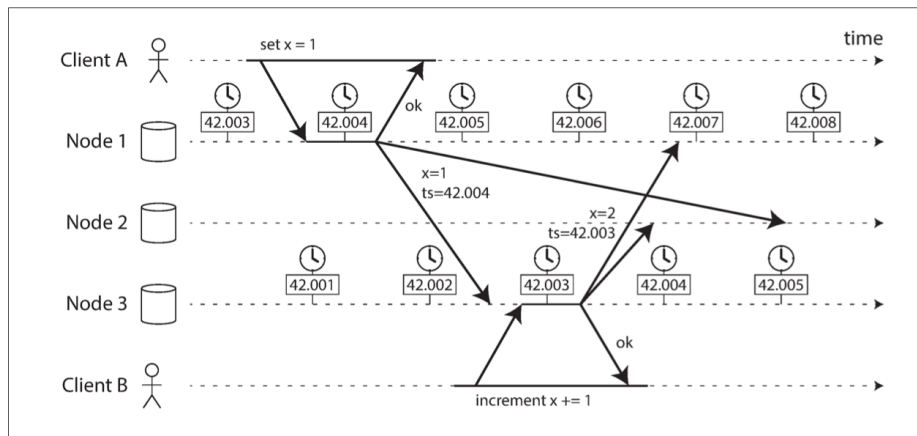 set x = 1
time
Client A
ok
42.003
42.004
42.005
42.006
42.007
42.008
Node 1
x=1
ts=42.004
x=2
ts=42.003
Node 2
42.001
42.002
42.003
42.004
42.005
Node 3
ok
Client B
increment x += 1